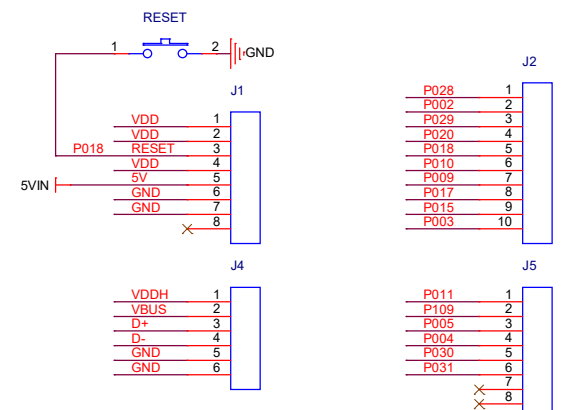 RESET
1 2 GND
J1
VDD 1
VDD 2
P018 RESET 3
VDD 4
5VIN 5V 5
GND 6
GND 7
8
J2
P028 1
P002 2
P029 3
P020 4
P018 5
P010 6
P009 7
P017 8
P015 9
P003 10
J4
VDDH 1
VBUS 2
D+ 3
D- 4
GND 5
GND 6
J5
P011 1
P109 2
P005 3
P004 4
P030 5
P031 6
7
8